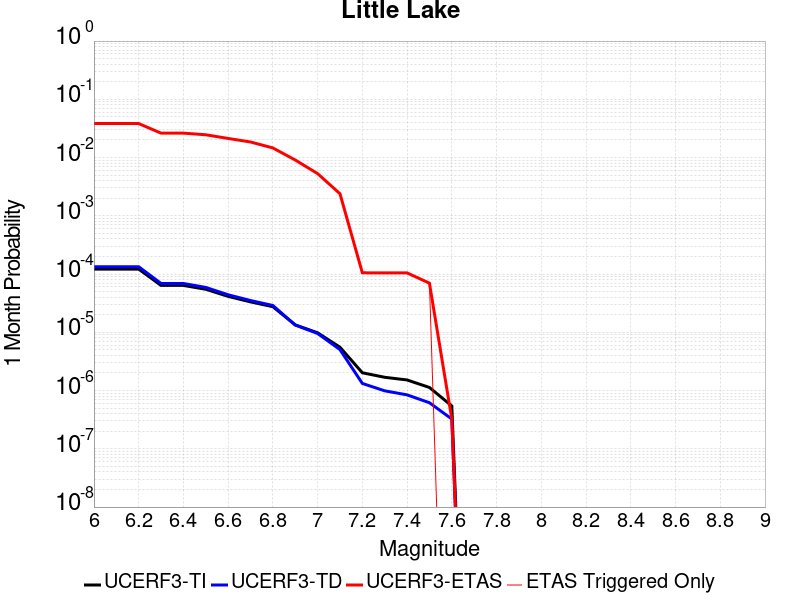 Little Lake
10^0
10^-1
10^-2
10^-3
10^-4
10^-5
10^-6
10^-7
10^-8
1 Month Probability
6 6.2 6.4 6.6 6.8 7 7.2 7.4 7.6 7.8 8 8.2 8.4 8.6 8.8 9
Magnitude
UCERF3-TI UCERF3-TD UCERF3-ETAS ETAS Triggered Only